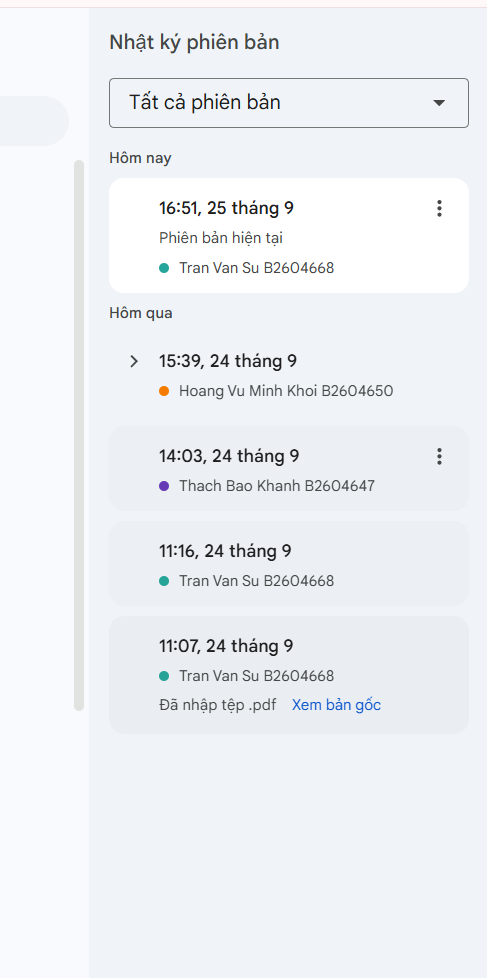 Nhật ký phiên bản
Tất cả phiên bản
Hôm nay
16:51, 25 tháng 9
Phiên bản hiện tại
Tran Van Su B2604668
Hôm qua
15:39, 24 tháng 9
Hoang Vu Minh Khoi B2604650
14:03, 24 tháng 9
Thach Bao Khanh B2604647
11:16, 24 tháng 9
Tran Van Su B2604668
11:07, 24 tháng 9
Tran Van Su B2604668
Đã nhập tệp .pdf Xem bản gốc